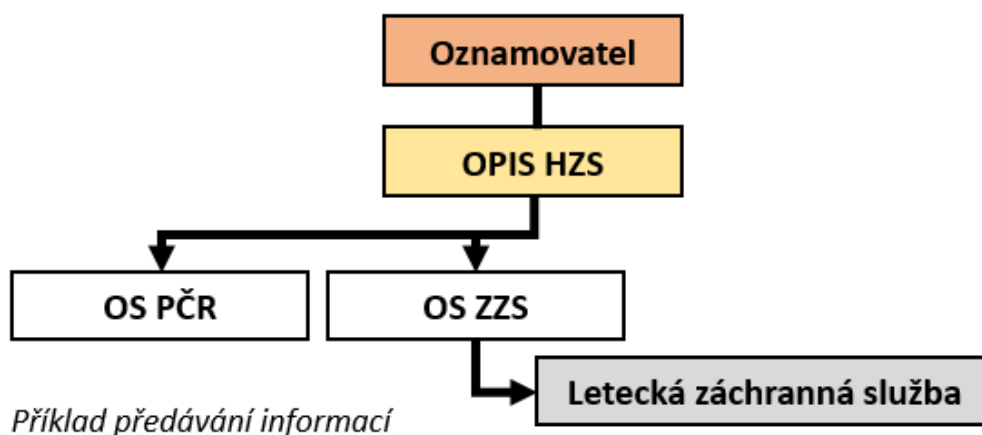 Oznamovatel
OPIS HZS
OS PČR
OS ZZS
Letecká záchranná služba
Příklad předávání informací